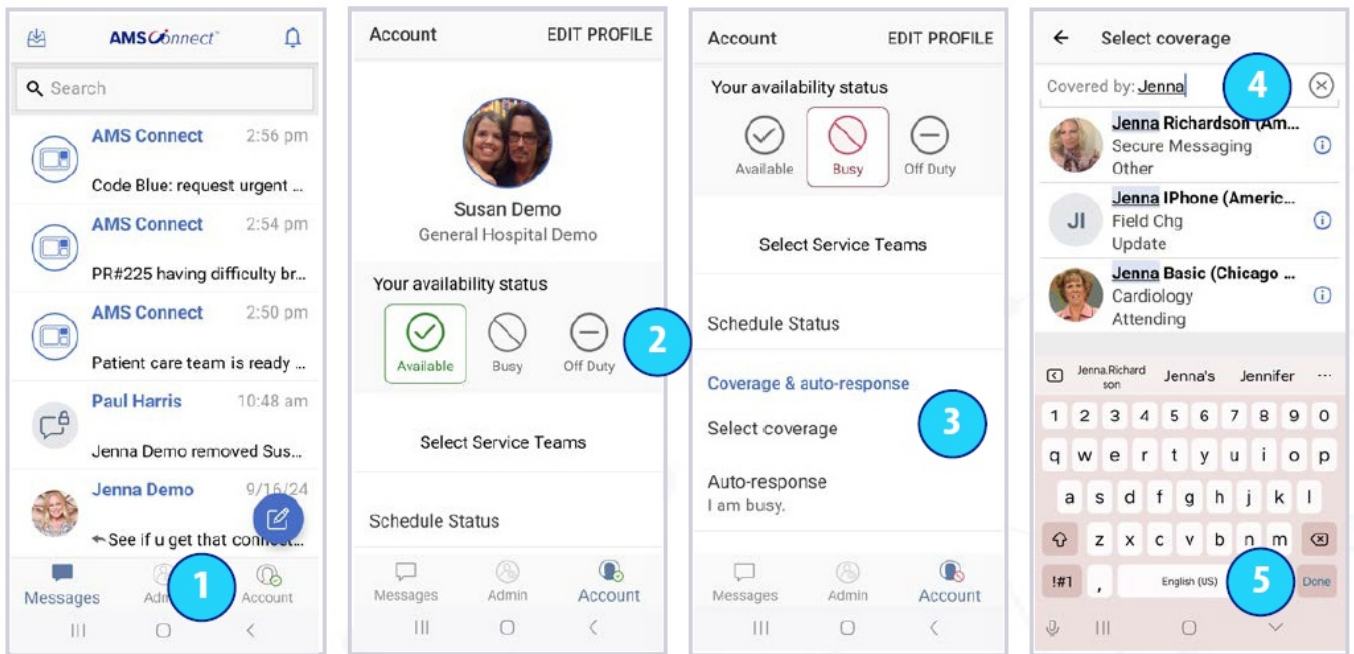 AMSConnect
Search
AMS Connect 2:56 pm
Code Blue: request urgent ...
AMS Connect 2:54 pm
PR#225 having difficulty br...
AMS Connect 2:50 pm
Patient care team is ready ...
Paul Harris 10:48 am
Jenna Demo removed Sus...
Jenna Demo 9/16/24
See if u get that connect...
1
Messages Account
Account EDIT PROFILE
Susan Demo
General Hospital Demo
Your availability status
2
Available Busy Off Duty
Select Service Teams
Schedule Status
Messages Admin Account
Account EDIT PROFILE
Your availability status
Available Busy Off Duty
Select Service Teams
Schedule Status
Coverage & auto-response
3
Select coverage
Auto-response
I am busy.
Messages Admin Account
Select coverage
Covered by: Jenna 4
Jenna Richardson (Am...
Secure Messaging
Other
Jenna IPhone (Americ...
JI Field Chg
Update
Jenna Basic (Chicago ...
Cardiology
Attending
Jenna.Richard
son Jenna's Jennifer ...
1 2 3 4 5 6 7 8 9 0
q w e r t y u i o p
a s d f g h j k l
z x c v b n m
!#1 , English (US) 5 Done